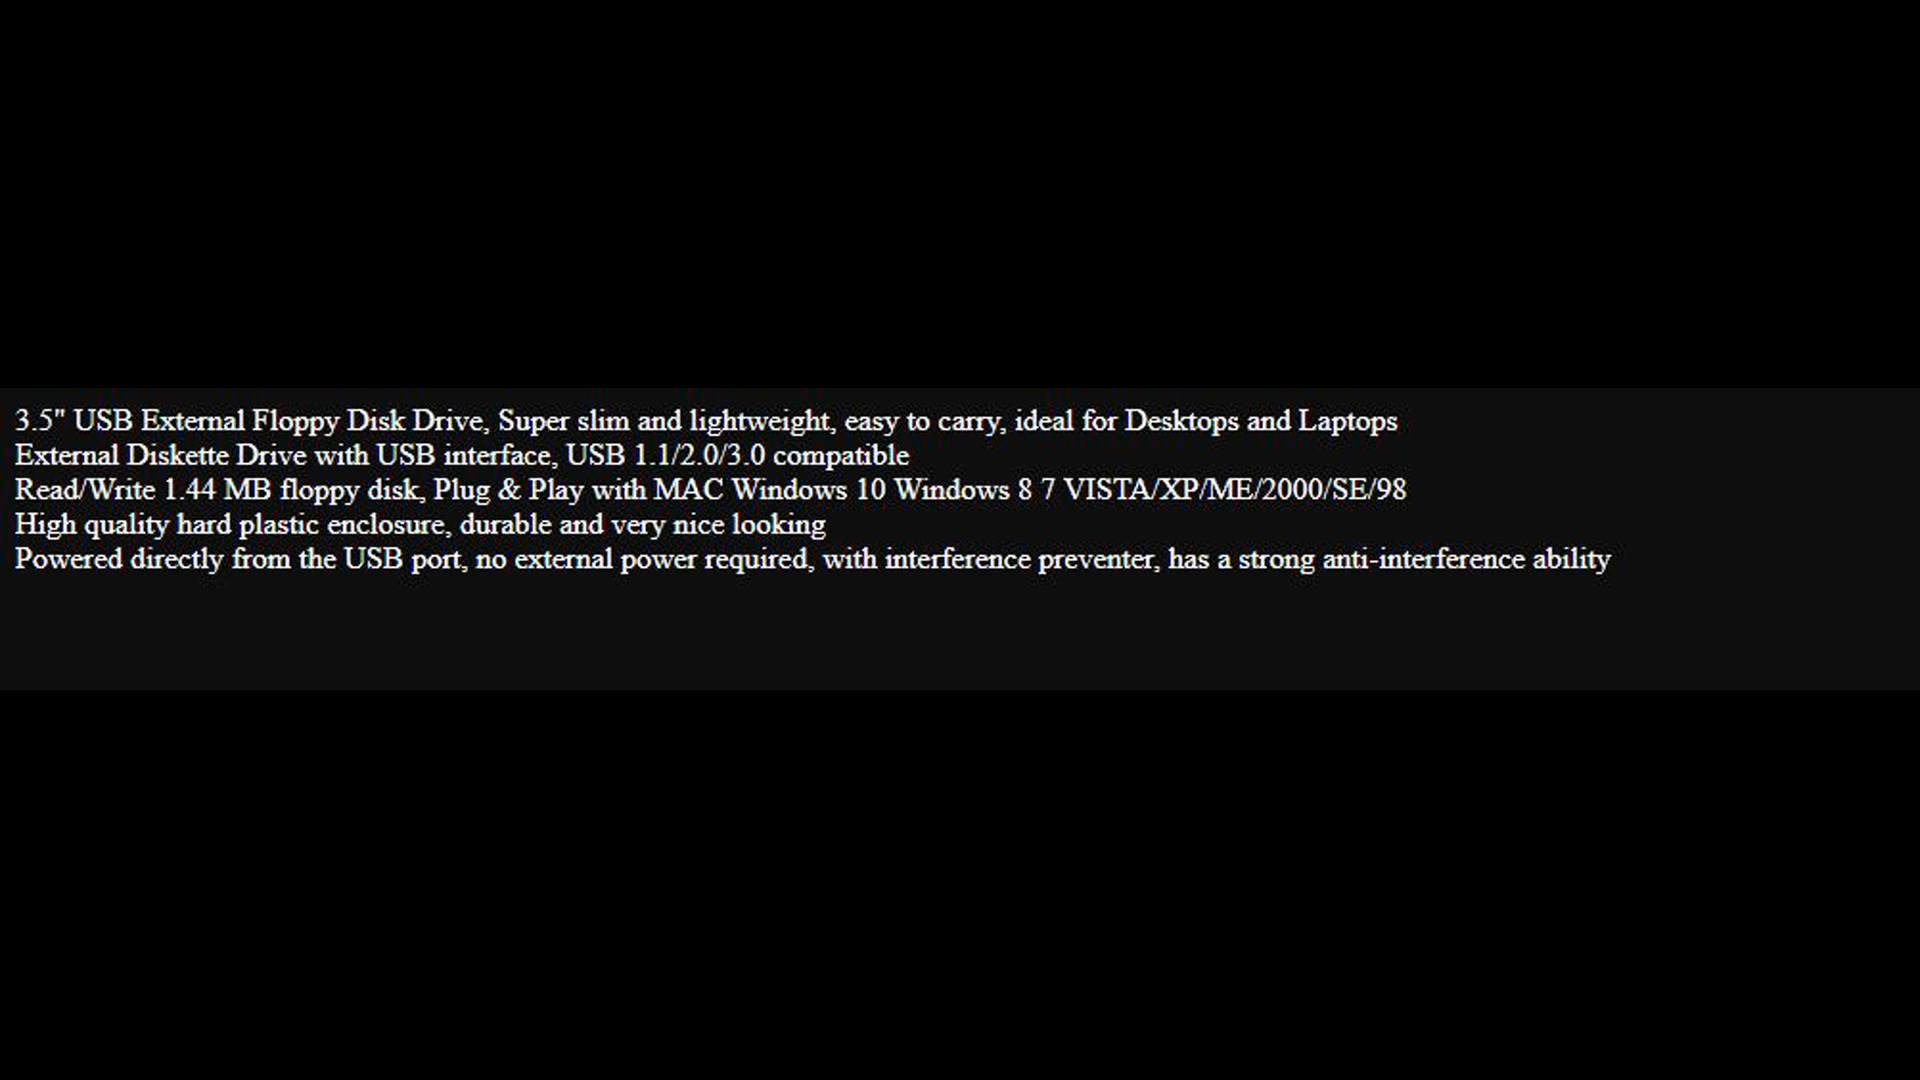 3.5" USB External Floppy Disk Drive, Super slim and lightweight, easy to carry, ideal for Desktops and Laptops
External Diskette Drive with USB interface, USB 1.1/2.0/3.0 compatible
Read/Write 1.44 MB floppy disk, Plug & Play with MAC Windows 10 Windows 8 7 VISTA/XP/ME/2000/SE/98
High quality hard plastic enclosure, durable and very nice looking
Powered directly from the USB port, no external power required, with interference preventer, has a strong anti-interference ability